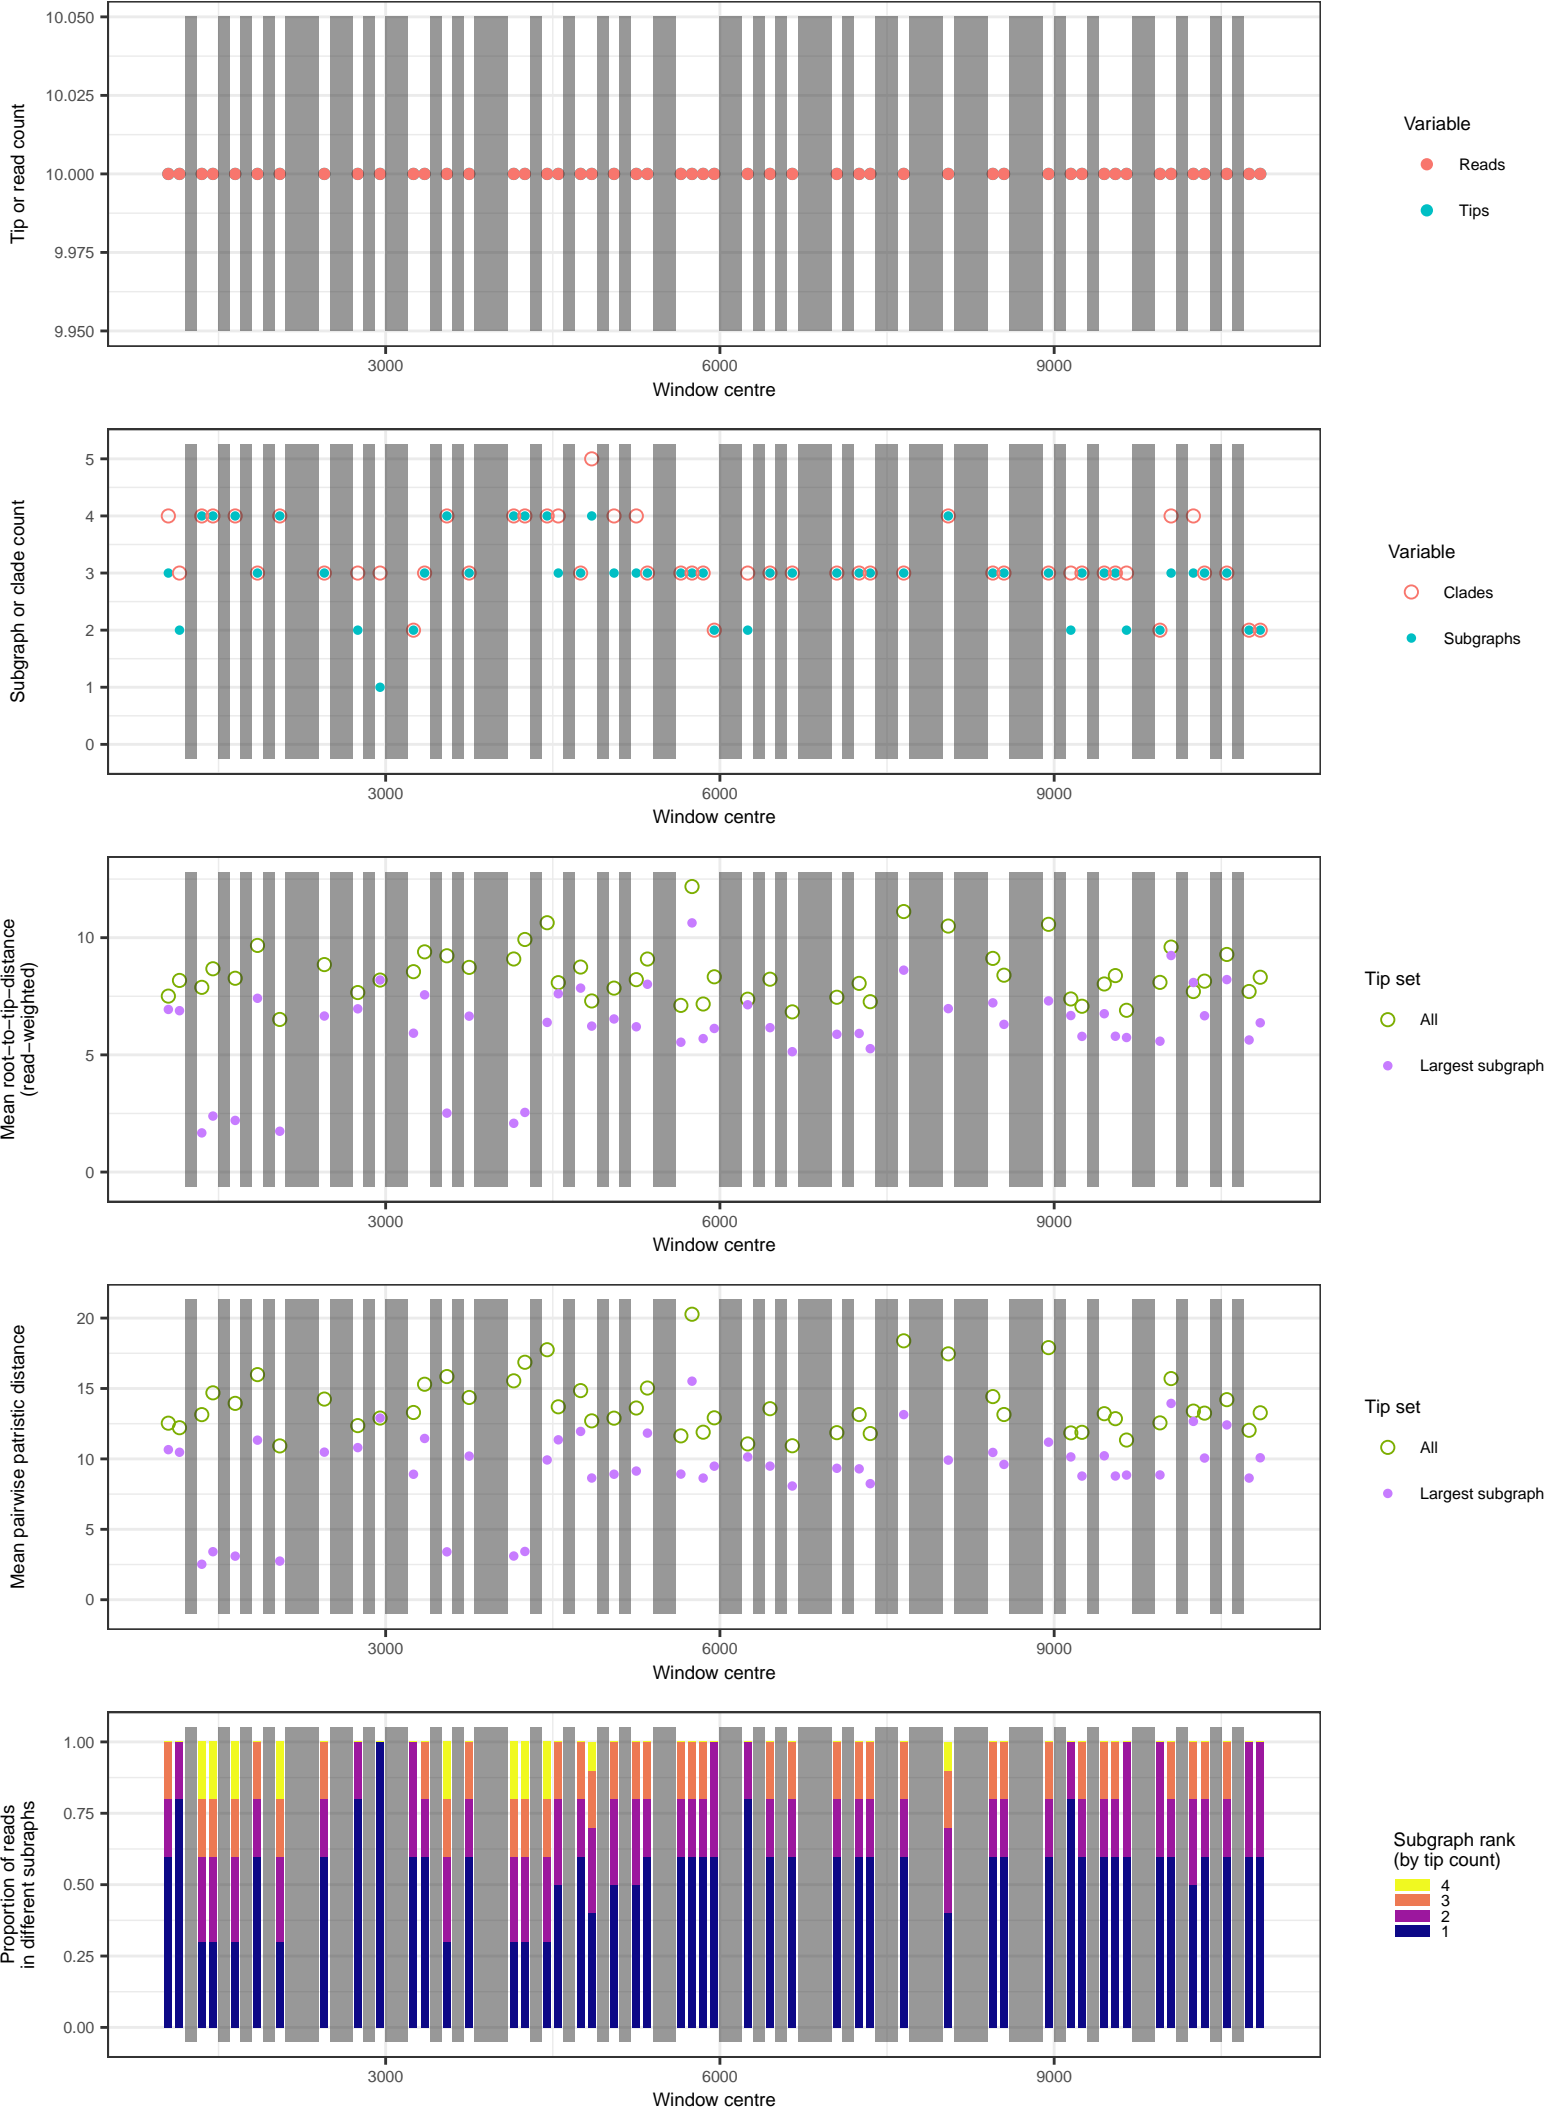 10.050
10.025
10.000
9.975
9.950
Tip or read count
3000
6000
9000
Window centre
Variable
Reads
Tips
5
4
3
2
1
0
Subgraph or clade count
3000
6000
9000
Window centre
Variable
Clades
Subgraphs
10
5
0
Mean root−to−tip−distance
(read−weighted)
3000
6000
9000
Window centre
Tip set
All
Largest subgraph
20
15
10
5
0
Mean pairwise patristic distance
3000
6000
9000
Window centre
Tip set
All
Largest subgraph
1.00
0.75
0.50
0.25
0.00
Proportion of reads
in different subraphs
3000
6000
9000
Window centre
Subgraph rank
(by tip count)
4
3
2
1